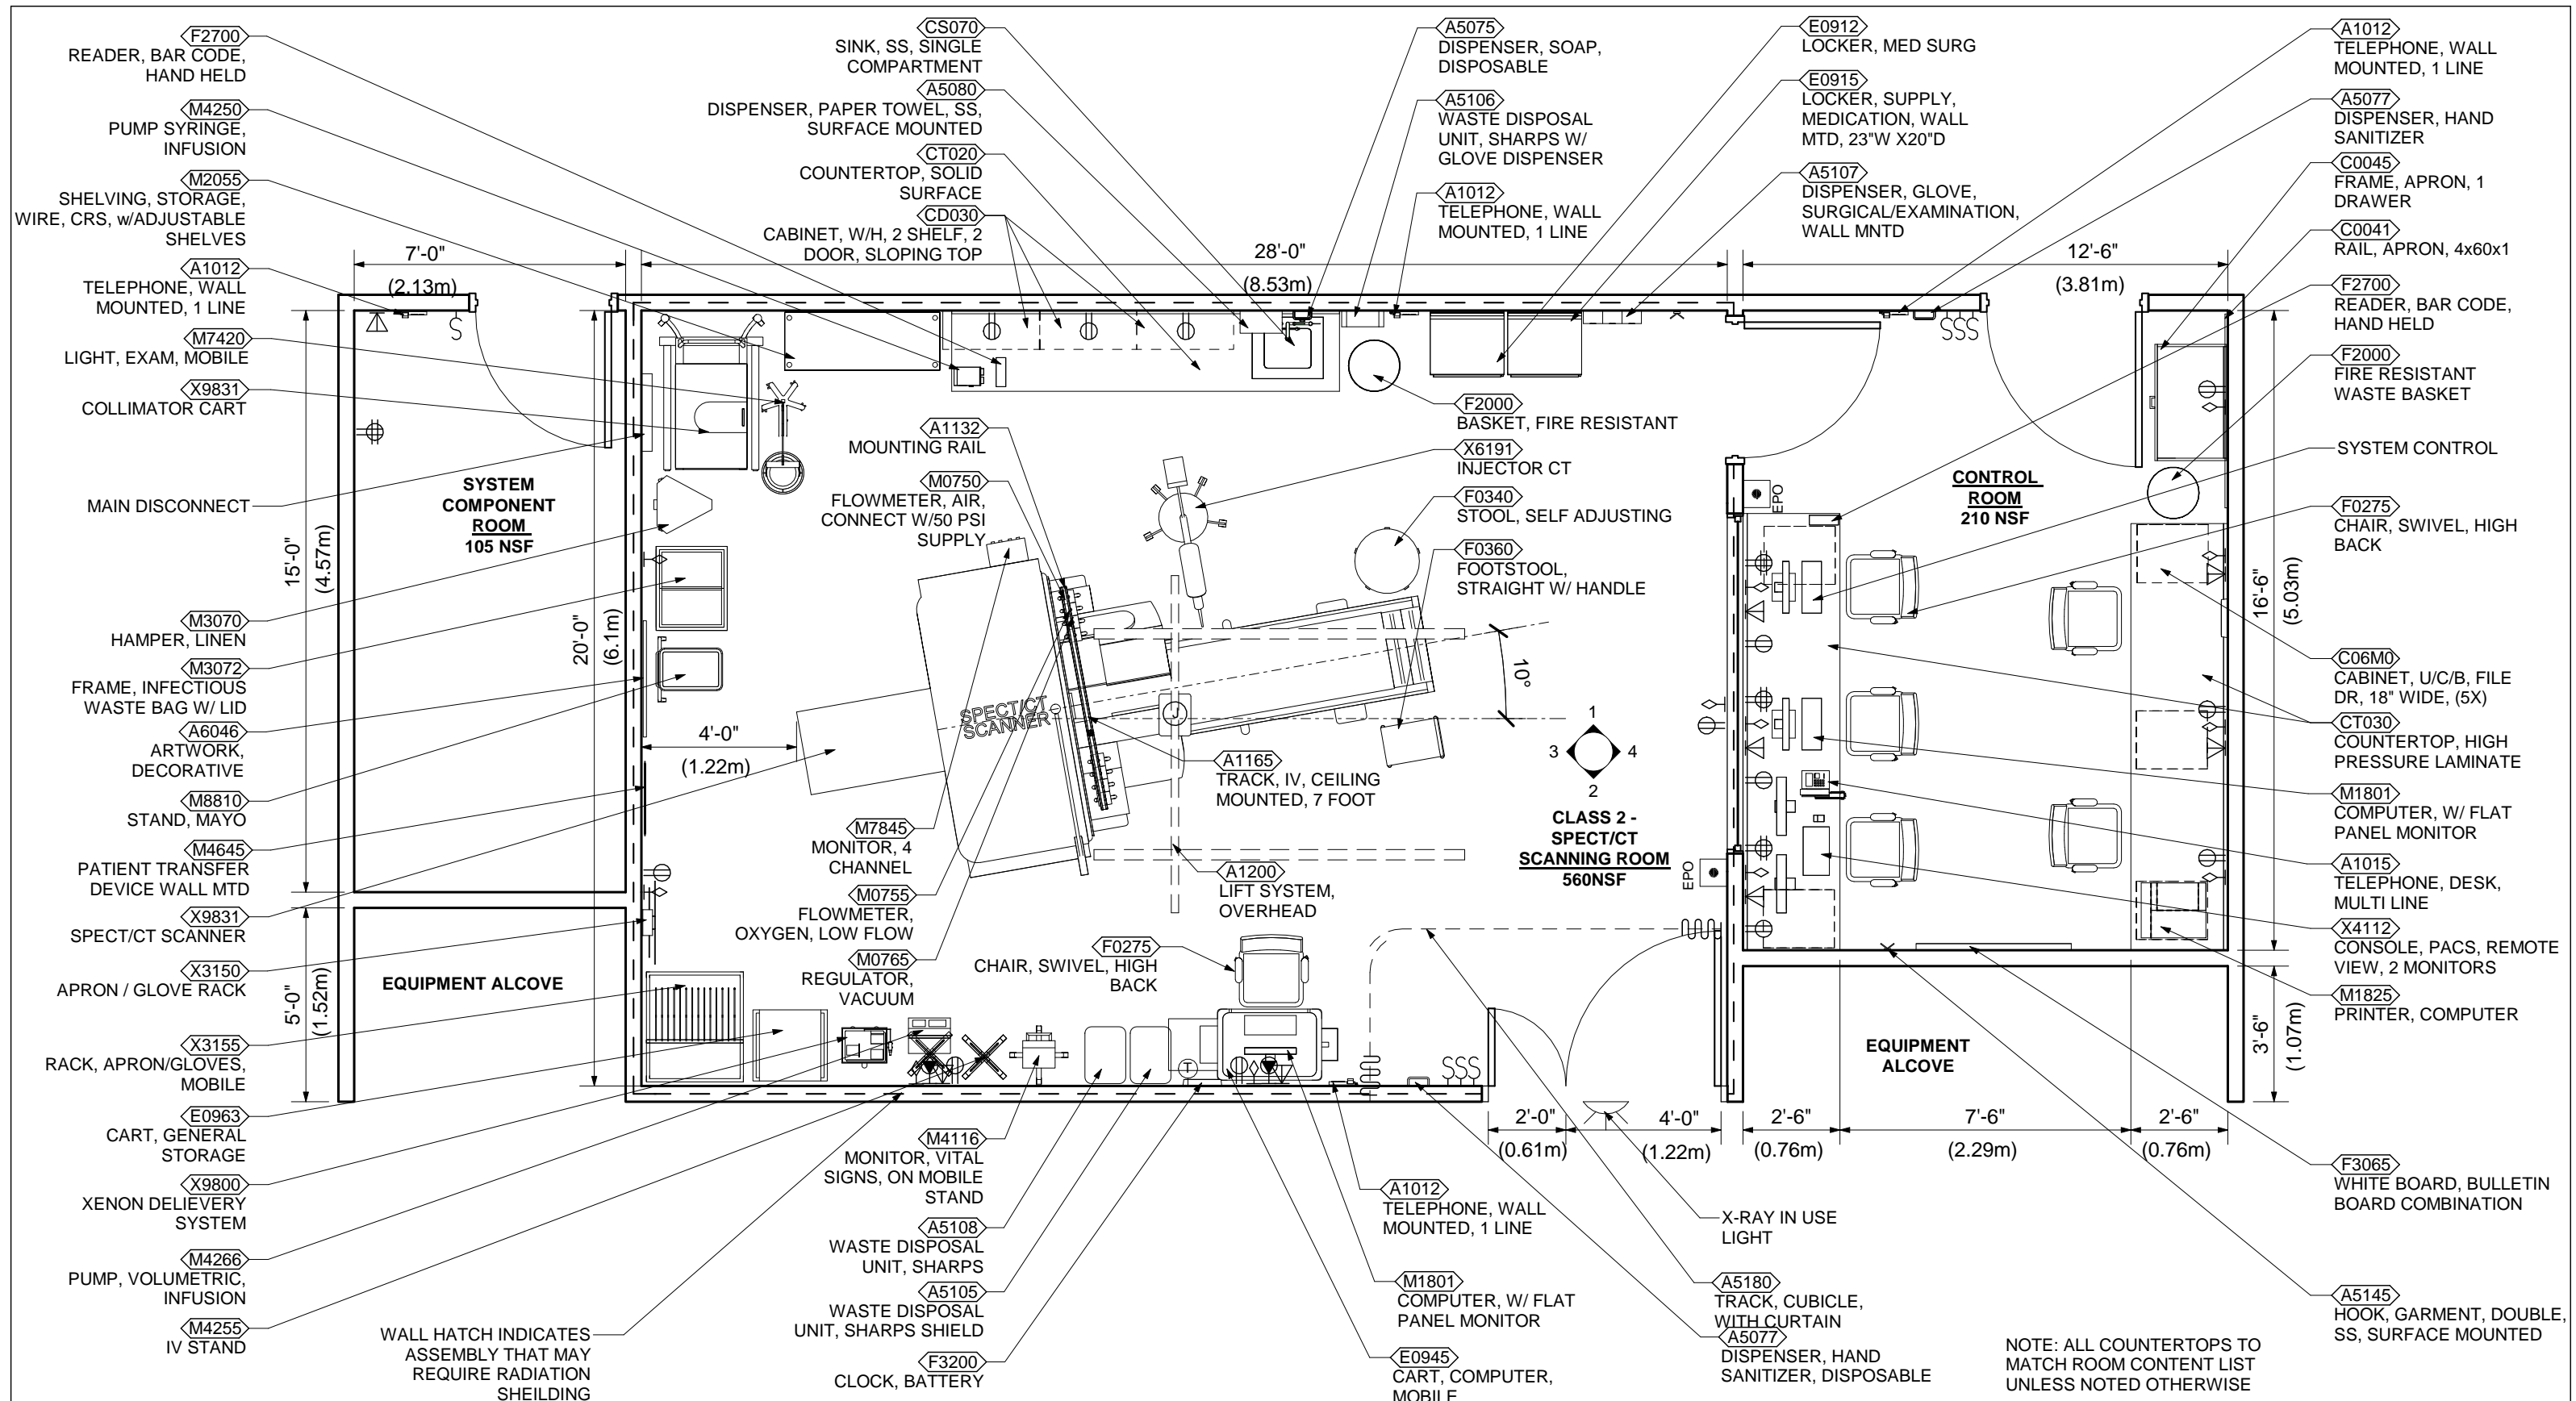 F2700
READER, BAR CODE,
HAND HELD
M4250
PUMP SYRINGE,
INFUSION
M2055
SHELVING, STORAGE,
WIRE, CRS, w/ADJUSTABLE
SHELVES
A1012
TELEPHONE, WALL
MOUNTED, 1 LINE
M7420
LIGHT, EXAM, MOBILE
X9831
COLLIMATOR CART
MAIN DISCONNECT
M3070
HAMPER, LINEN
M3072
FRAME, INFECTIOUS
WASTE BAG W/ LID
A6046
ARTWORK,
DECORATIVE
M8810
STAND, MAYO
M4645
PATIENT TRANSFER
DEVICE WALL MTD
X9831
SPECT/CT SCANNER
X3150
APRON / GLOVE RACK
X3155
RACK, APRON/GLOVES,
MOBILE
E0963
CART, GENERAL
STORAGE
X9800
XENON DELIEVERY
SYSTEM
M4266
PUMP, VOLUMETRIC,
INFUSION
M4255
IV STAND
CS070
SINK, SS, SINGLE
COMPARTMENT
A5080
DISPENSER, PAPER TOWEL, SS,
SURFACE MOUNTED
CT020
COUNTERTOP, SOLID
SURFACE
CD030
CABINET, W/H, 2 SHELF, 2
DOOR, SLOPING TOP
A5075
DISPENSER, SOAP,
DISPOSABLE
A5106
WASTE DISPOSAL
UNIT, SHARPS W/
GLOVE DISPENSER
A1012
TELEPHONE, WALL
MOUNTED, 1 LINE
E0912
LOCKER, MED SURG
E0915
LOCKER, SUPPLY,
MEDICATION, WALL
MTD, 23"W X20"D
A5107
DISPENSER, GLOVE,
SURGICAL/EXAMINATION,
WALL MNTD
7'-0"
(2.13m)
28'-0"
(8.53m)
12'-6"
(3.81m)
SYSTEM
COMPONENT
ROOM
105 NSF
15'-0"
(4.57m)
20'-0"
(6.1m)
5'-0"
(1.52m)
EQUIPMENT ALCOVE
A1132
MOUNTING RAIL
M0750
FLOWMETER, AIR,
CONNECT W/50 PSI
SUPPLY
F2000
BASKET, FIRE RESISTANT
X6191
INJECTOR CT
F0340
STOOL, SELF ADJUSTING
F0360
FOOTSTOOL,
STRAIGHT W/ HANDLE
10°
SPECT/CT
SCANNER
J
4'-0"
(1.22m)
1
3
4
2
A1165
TRACK, IV, CEILING
MOUNTED, 7 FOOT
M7845
MONITOR, 4
CHANNEL
M0755
FLOWMETER,
OXYGEN, LOW FLOW
M0765
REGULATOR,
VACUUM
A1200
LIFT SYSTEM,
OVERHEAD
F0275
CHAIR, SWIVEL, HIGH
BACK
CLASS 2 -
SPECT/CT
SCANNING ROOM
560NSF
EPO
EPO
CONTROL
ROOM
210 NSF
16'-6"
(5.03m)
3'-6"
(1.07m)
EQUIPMENT
ALCOVE
T
S
SSS
SSS
2'-0"
(0.61m)
4'-0"
(1.22m)
2'-6"
(0.76m)
7'-6"
(2.29m)
2'-6"
(0.76m)
WALL HATCH INDICATES
ASSEMBLY THAT MAY
REQUIRE RADIATION
SHEILDING
M4116
MONITOR, VITAL
SIGNS, ON MOBILE
STAND
A5108
WASTE DISPOSAL
UNIT, SHARPS
A5105
WASTE DISPOSAL
UNIT, SHARPS SHIELD
F3200
CLOCK, BATTERY
A1012
TELEPHONE, WALL
MOUNTED, 1 LINE
M1801
COMPUTER, W/ FLAT
PANEL MONITOR
E0945
CART, COMPUTER,
MOBILE
X-RAY IN USE
LIGHT
A5180
TRACK, CUBICLE,
WITH CURTAIN
A5077
DISPENSER, HAND
SANITIZER, DISPOSABLE
A1012
TELEPHONE, WALL
MOUNTED, 1 LINE
A5077
DISPENSER, HAND
SANITIZER
C0045
FRAME, APRON, 1
DRAWER
C0041
RAIL, APRON, 4x60x1
F2700
READER, BAR CODE,
HAND HELD
F2000
FIRE RESISTANT
WASTE BASKET
SYSTEM CONTROL
F0275
CHAIR, SWIVEL, HIGH
BACK
C06M0
CABINET, U/C/B, FILE
DR, 18" WIDE, (5X)
CT030
COUNTERTOP, HIGH
PRESSURE LAMINATE
M1801
COMPUTER, W/ FLAT
PANEL MONITOR
A1015
TELEPHONE, DESK,
MULTI LINE
X4112
CONSOLE, PACS, REMOTE
VIEW, 2 MONITORS
M1825
PRINTER, COMPUTER
F3065
WHITE BOARD, BULLETIN
BOARD COMBINATION
A5145
HOOK, GARMENT, DOUBLE,
SS, SURFACE MOUNTED
NOTE: ALL COUNTERTOPS TO
MATCH ROOM CONTENT LIST
UNLESS NOTED OTHERWISE